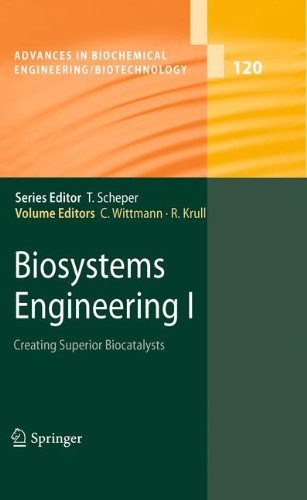 ADVANCES IN BIOCHEMICAL
ENGINEERING/BIOTECHNOLOGY
120
Series Editor T. Scheper
Volume Editors C. Wittmann · R. Krull
Biosystems
Engineering I
Creating Superior Biocatalysts
Springer